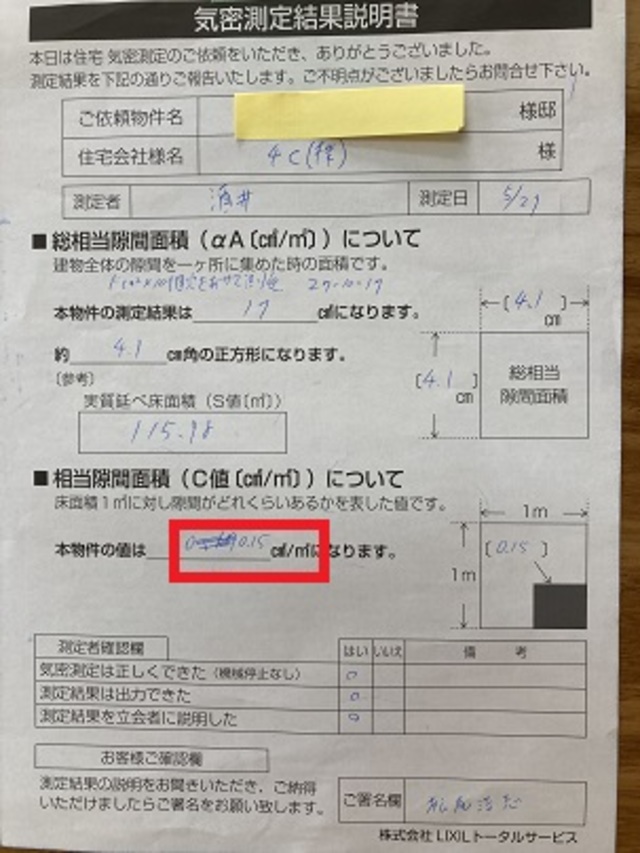 気密測定結果説明書
本日は住宅 気密測定のご依頼をいただき、ありがとうございました。
測定結果を下記の通りご報告いたします。ご不明点がございましたらお問合せ下さい。
ご依頼物件名 様邸
住宅会社様名 様
測定者 酒井 測定日 5/27
■ 総相当隙間面積（αA〔c㎡/㎡〕）について
建物全体の隙間を一ヶ所に集めた時の面積です。
27-10=17
本物件の測定結果は 17 c㎡になります。
〔4.1〕
cm
約 4.1 cm角の正方形になります。
〔参考〕
〔4.1〕
cm
総相当
隙間面積
実質延べ床面積（S値〔㎡〕）
115.98
■ 相当隙間面積（C値〔c㎡/㎡〕）について
床面積1㎡に対し隙間がどれくらいあるかを表した値です。
1m
本物件の値は 0.15 c㎡/㎡になります。
〔0.15〕
1m
測定者確認欄 はい いいえ 備 考
気密測定は正しくできた（機械停止なし） ○
測定結果は出力できた ○
測定結果を立会者に説明した ○
お客様ご確認欄
測定結果の説明をお聞きいただき、ご納得
いただけましたらご署名をお願い致します。
ご署名欄
株式会社 LIXILトータルサービス